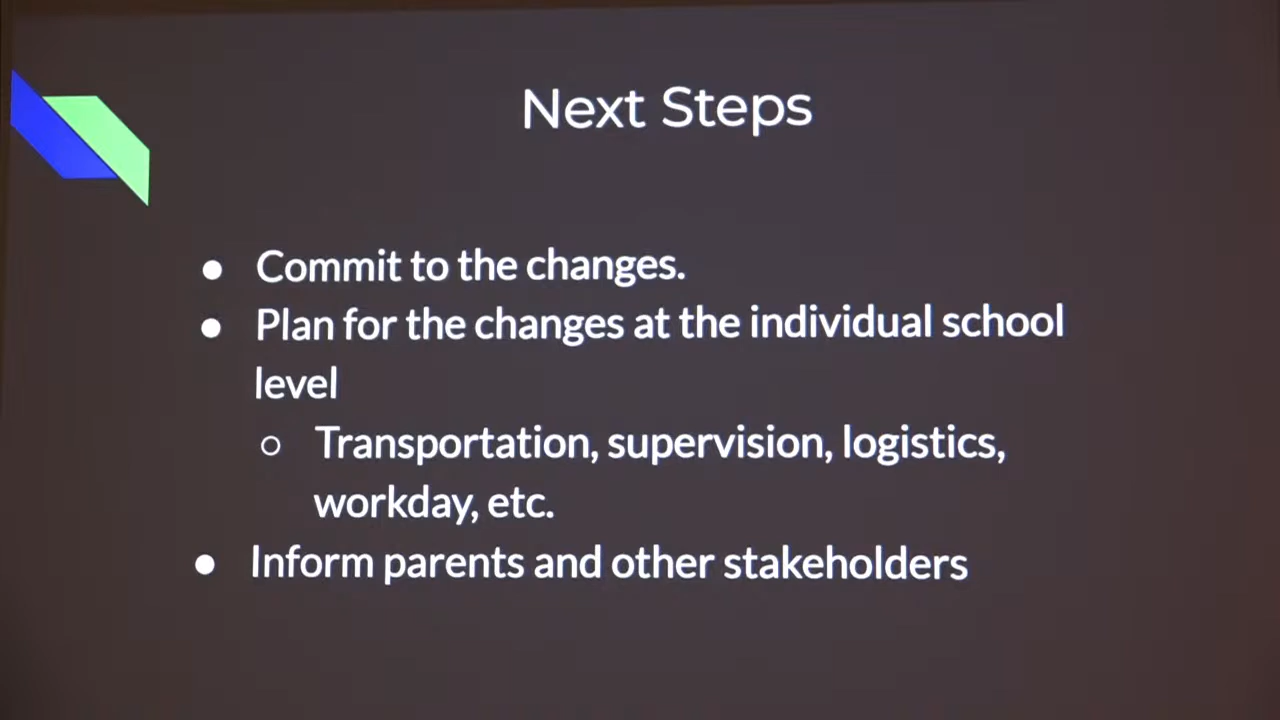 Next Steps
● Commit to the changes.
● Plan for the changes at the individual school
level
○ Transportation, supervision, logistics,
workday, etc.
● Inform parents and other stakeholders